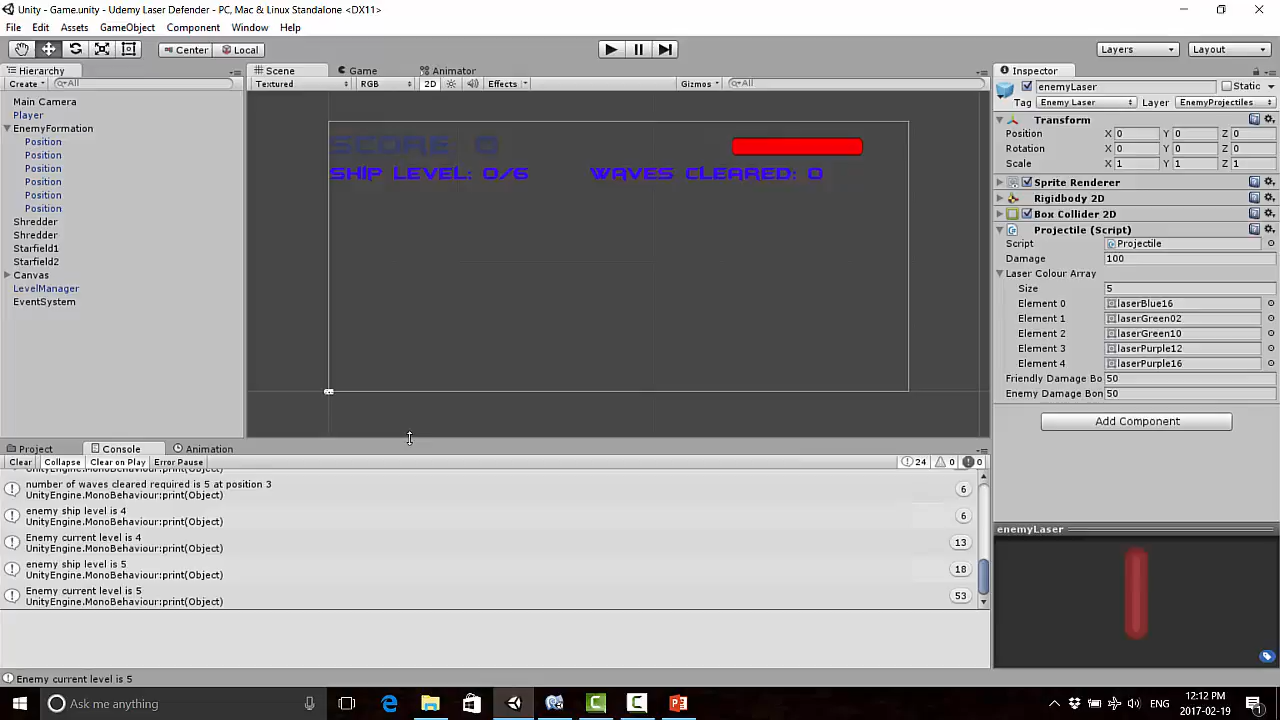 Unity - Game.unity - Udemy Laser Defender - PC, Mac & Linux Standalone <DX11>
File Edit Assets GameObject Component Window Help
Center Local Layers Layout
Hierarchy Scene Game Animator Inspector
Create All Textured RGB 2D Effects Gizmos All
enemyLaser Static
Tag Enemy Laser Layer EnemyProjectiles
Main Camera
Player
EnemyFormation
Position
Position
Position
Position
Position
Position
Shredder
Shredder
Starfield1
Starfield2
Canvas
LevelManager
EventSystem
SCORE 0
SHIP LEVEL: 0/6 WAVES CLEARED: 0
Transform
Position X 0 Y 0 Z 0
Rotation X 0 Y 0 Z 0
Scale X 1 Y 1 Z 1
Sprite Renderer
Rigidbody 2D
Box Collider 2D
Projectile (Script)
Script Projectile
Damage 100
Laser Colour Array
Size 5
Element 0 laserBlue16
Element 1 laserGreen02
Element 2 laserGreen10
Element 3 laserPurple12
Element 4 laserPurple16
Friendly Damage Bo 50
Enemy Damage Bon 50
Add Component
Project Console Animation
Clear Collapse Clear on Play Error Pause 24 0 0
UnityEngine.MonoBehaviour:print(Object)
number of waves cleared required is 5 at position 3
UnityEngine.MonoBehaviour:print(Object) 6
enemy ship level is 4
UnityEngine.MonoBehaviour:print(Object) 6
Enemy current level is 4
UnityEngine.MonoBehaviour:print(Object) 13
enemy ship level is 5
UnityEngine.MonoBehaviour:print(Object) 18
Enemy current level is 5
UnityEngine.MonoBehaviour:print(Object) 53
enemyLaser
Enemy current level is 5
Ask me anything
ENG 12:12 PM
2017-02-19